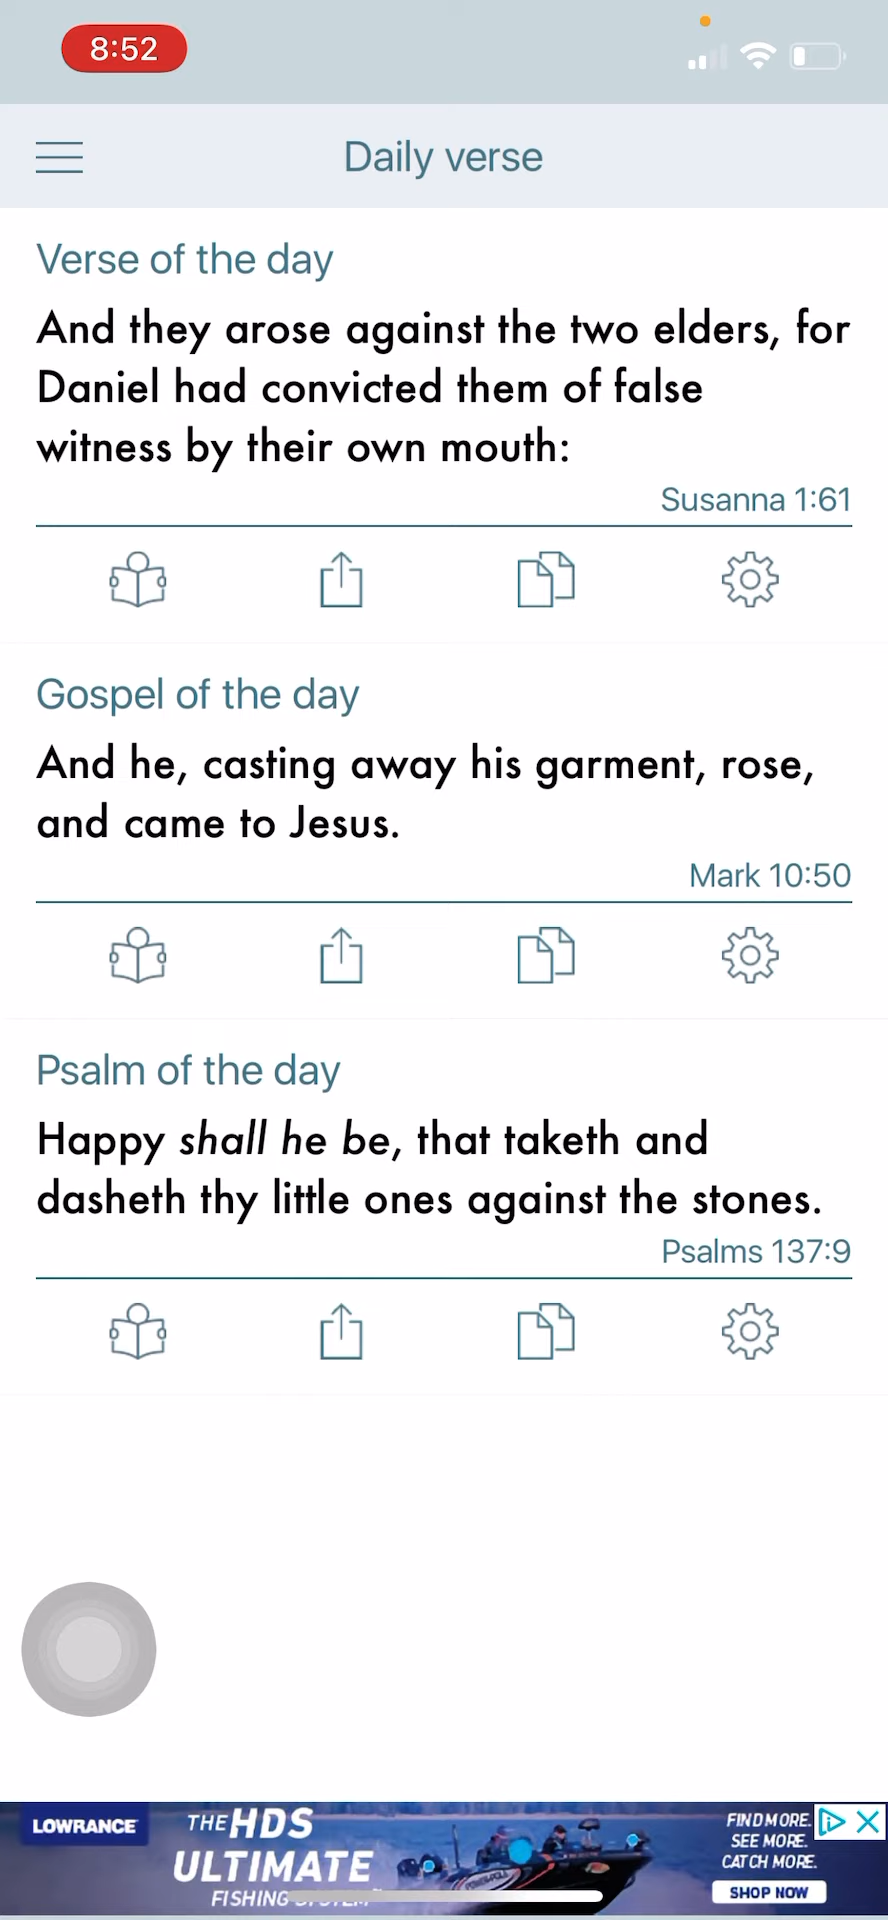 8:52
Daily verse
Verse of the day
And they arose against the two elders, for
Daniel had convicted them of false
witness by their own mouth:
Susanna 1:61
Gospel of the day
And he, casting away his garment, rose,
and came to Jesus.
Mark 10:50
Psalm of the day
Happy shall he be, that taketh and
dasheth thy little ones against the stones.
Psalms 137:9
LOWRANCE
THE HDS
ULTIMATE
FISHING
FIND MORE.
SEE MORE.
CATCH MORE.
SHOP NOW